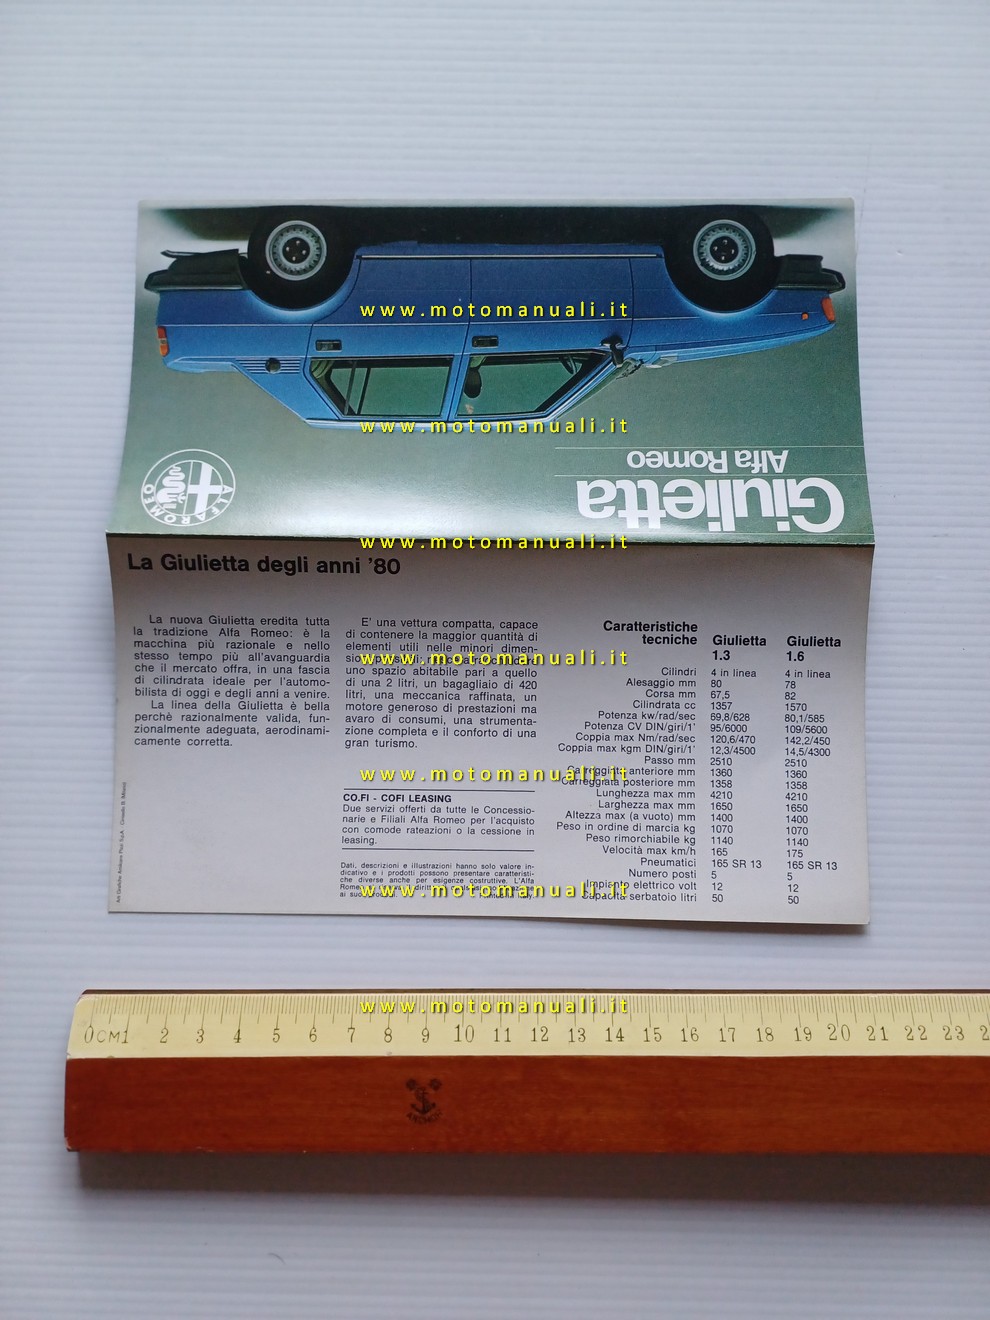 Giulietta
Alfa Romeo
ALFA ROMEO
La Giulietta degli anni '80
La nuova Giulietta eredita tutta
la tradizione Alfa Romeo: è la
macchina più razionale e nello
stesso tempo più all'avanguardia
che il mercato offra, in una fascia
di cilindrata ideale per l'automo-
bilista di oggi e degli anni a venire.
La linea della Giulietta è bella
perchè razionalmente valida, fun-
zionalmente adeguata, aerodinami-
camente corretta.
E' una vettura compatta, capace
di contenere la maggior quantità di
elementi utili nelle minori dimen-
uno spazio abitabile pari a quello
di una 2 litri, un bagagliaio di 420
litri, una meccanica raffinata, un
motore generoso di prestazioni ma
avaro di consumi, una strumenta-
zione completa e il conforto di una
gran turismo.
CO.FI - COFI LEASING
Due servizi offerti da tutte le Concessio-
narie e Filiali Alfa Romeo per l'acquisto
con comode rateazioni o la cessione in
leasing.
Dati, descrizioni e illustrazioni hanno solo valore in-
dicativo e i prodotti possono presentare caratteristi-
che diverse anche per esigenze costruttive. L'Alfa
Caratteristiche
tecniche Giulietta 1.3 Giulietta 1.6
Cilindri 4 in linea 4 in linea
Alesaggio mm 80 78
Corsa mm 67,5 82
Cilindrata cc 1357 1570
Potenza kw/rad/sec 69,8/628 80,1/585
Potenza CV DIN/giri/1' 95/6000 109/5600
Coppia max Nm/rad/sec 120,6/470 142,2/450
Coppia max kgm DIN/giri/1' 12,3/4500 14,5/4300
Passo mm 2510 2510
Carreggiata anteriore mm 1360 1360
Carreggiata posteriore mm 1358 1358
Lunghezza max mm 4210 4210
Larghezza max mm 1650 1650
Altezza max (a vuoto) mm 1400 1400
Peso in ordine di marcia kg 1070 1070
Peso rimorchiabile kg 1140 1140
Velocità max km/h 165 175
Pneumatici 165 SR 13 165 SR 13
Numero posti 5 5
Impianto elettrico volt 12 12
Capacità serbatoio litri 50 50
www.motomanuali.it
www.motomanuali.it
www.motomanuali.it
www.motomanuali.it
www.motomanuali.it
www.motomanuali.it
www.motomanuali.it
0CM1 2 3 4 5 6 7 8 9 10 11 12 13 14 15 16 17 18 19 20 21 22 23 2